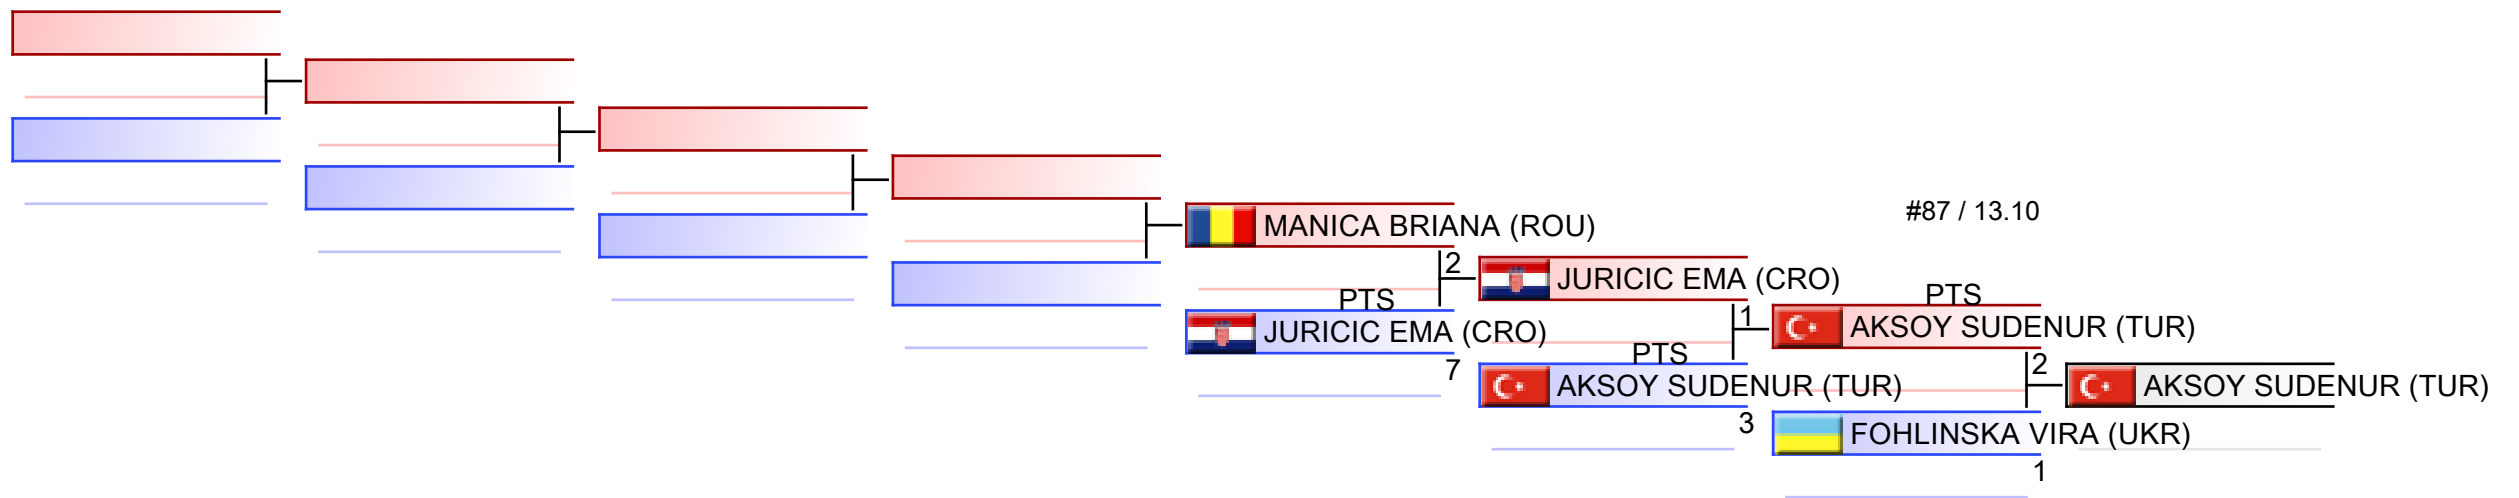 #87 / 13.10
MANICA BRIANA (ROU)
2
JURICIC EMA (CRO)
PTS
PTS
JURICIC EMA (CRO)
1
AKSOY SUDENUR (TUR)
PTS
7
2
AKSOY SUDENUR (TUR)
AKSOY SUDENUR (TUR)
3
FOHLINSKA VIRA (UKR)
1